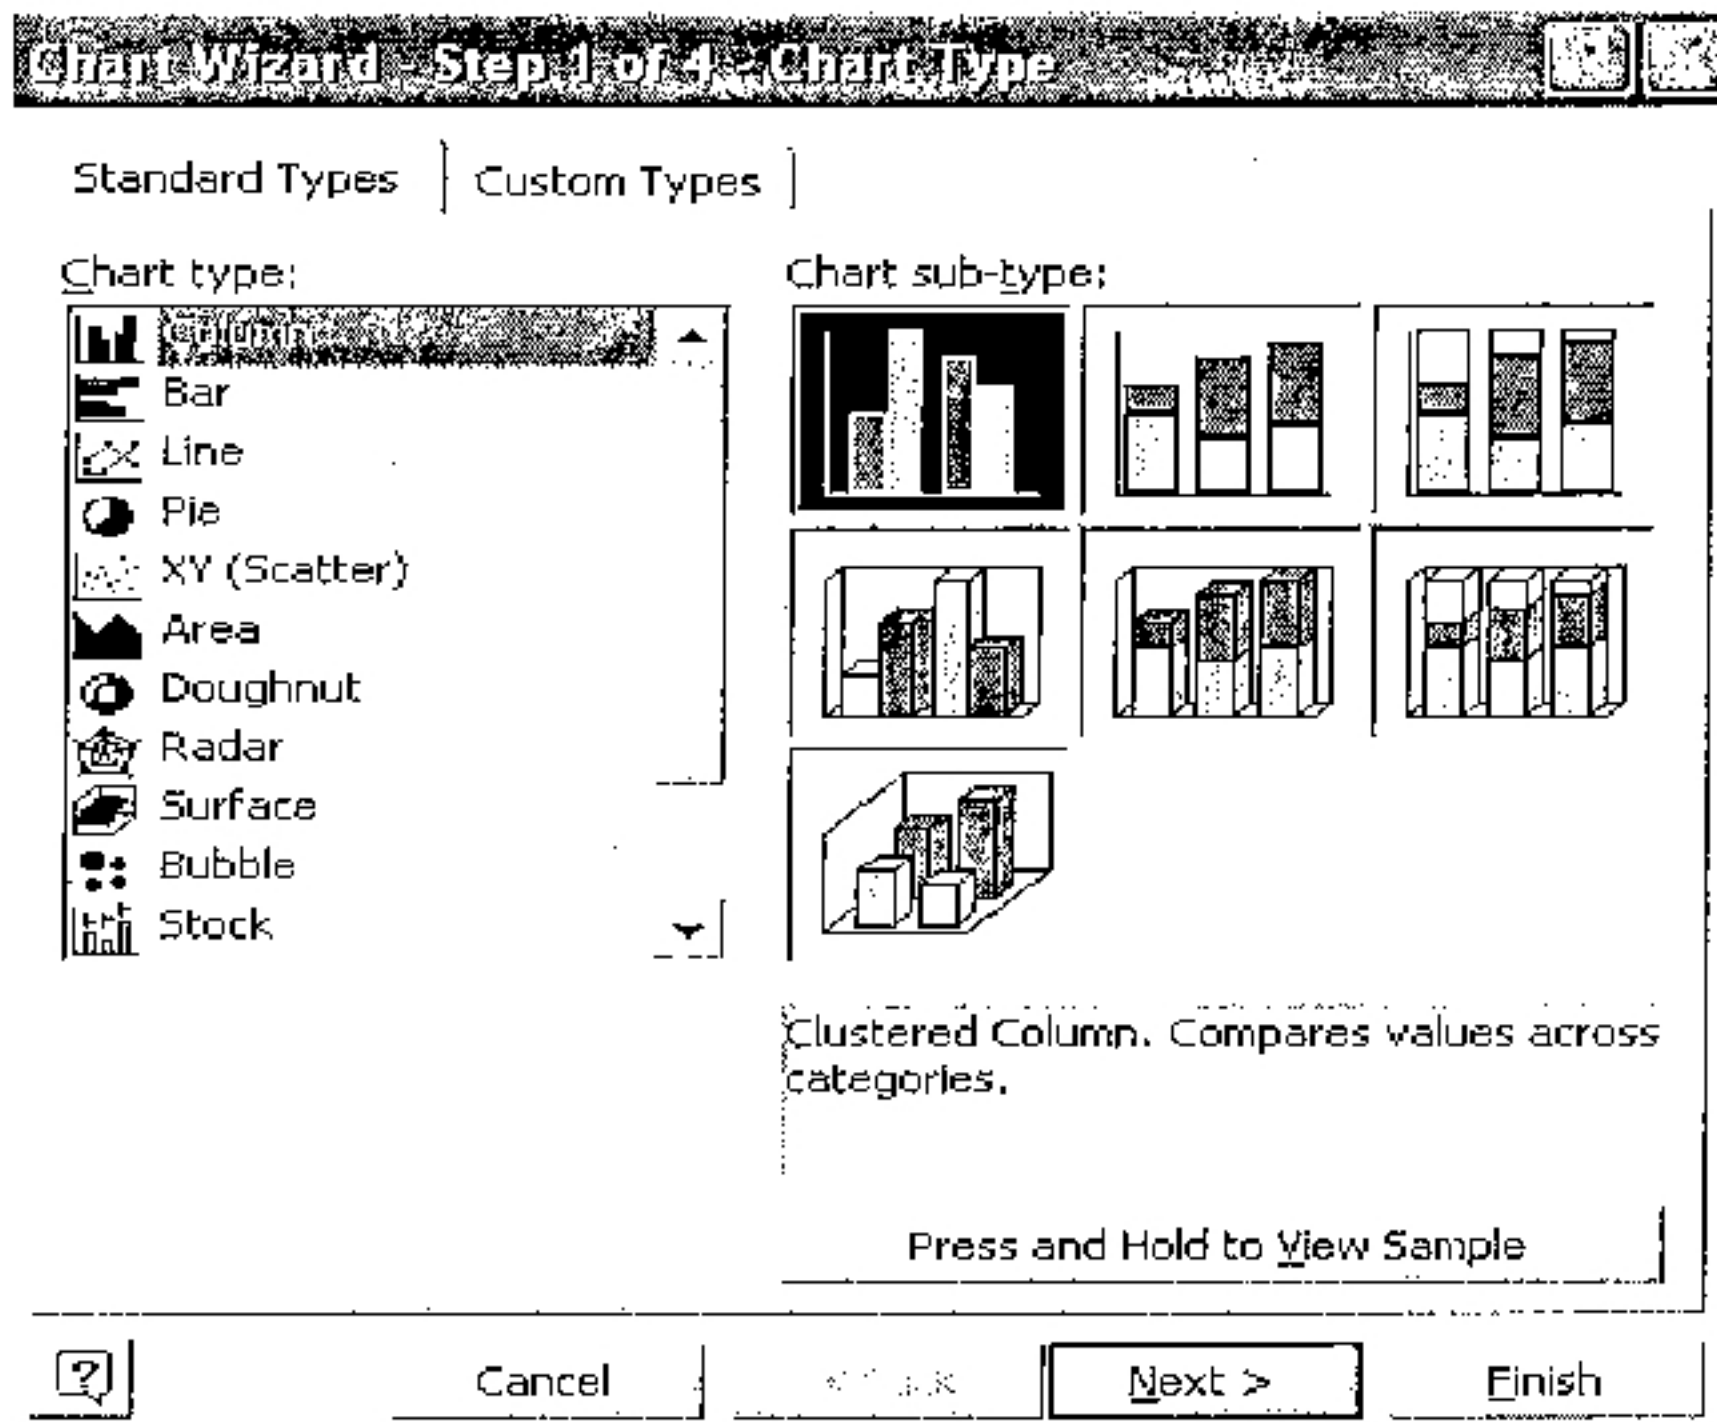 Chart Wizard - Step 1 of 4 - Chart Type
Standard Types
Custom Types
Chart type:
Column
Bar
Line
Pie
XY (Scatter)
Area
Doughnut
Radar
Surface
Bubble
Stock
Chart sub-type:
Clustered Column. Compares values across
categories.
Press and Hold to View Sample
?
Cancel
Next >
Finish